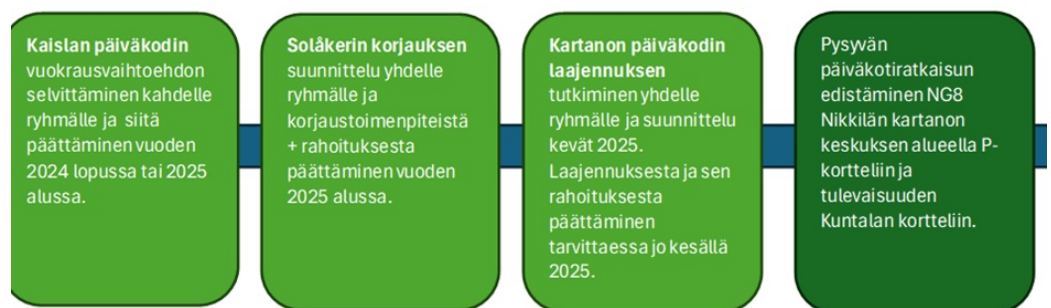 Kaislan päiväkodin
vuokrausvaihtoehdon
selvittäminen kahdelle
ryhmälle ja siitä
päättäminen vuoden
2024 lopussa tai 2025
alussa.
Solåkerin korjauksen
suunnittelu yhdelle
ryhmälle ja
korjaustoimenpiteistä
+ rahoituksesta
päättäminen vuoden
2025 alussa.
Kartanon päiväkodin
laajennuksen
tutkiminen yhdelle
ryhmälle ja suunnittelu
kevät 2025.
Laajennuksesta ja sen
rahoituksesta
päättäminen
tarvittaessa jo kesällä
2025.
Pysyvän
päiväkotiratkaisun
edistäminen NG8
Nikkilän kartanon
keskuksen alueella P-
kortteliin ja
tulevaisuuden
Kuntalan kortteliin.